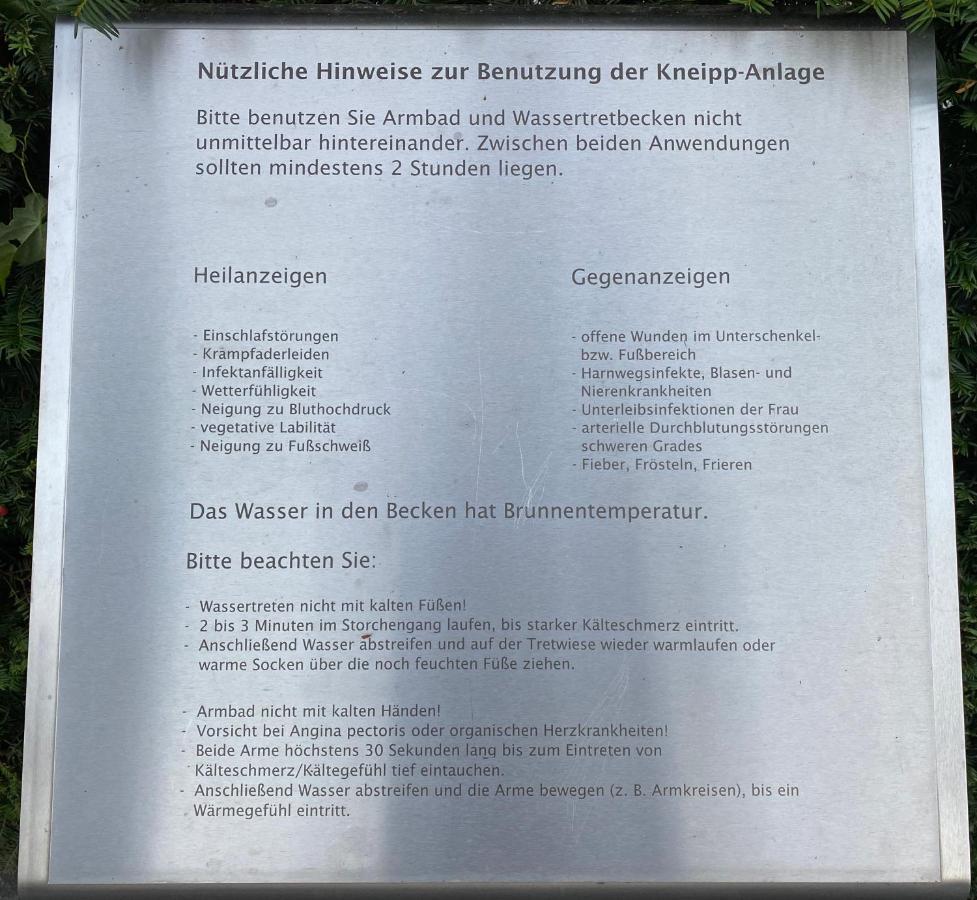 Nützliche Hinweise zur Benutzung der Kneipp-Anlage
Bitte benutzen Sie Armbad und Wassertretbecken nicht
unmittelbar hintereinander. Zwischen beiden Anwendungen
sollten mindestens 2 Stunden liegen.
Heilanzeigen
- Einschlafstörungen
- Krampfaderleiden
- Infektanfälligkeit
- Wetterfühligkeit
- Neigung zu Bluthochdruck
- vegetative Labilität
- Neigung zu Fußschweiß
Gegenanzeigen
- offene Wunden im Unterschenkel-
bzw. Fußbereich
- Harnwegsinfekte, Blasen- und
Nierenkrankheiten
- Unterleibsinfektionen der Frau
- arterielle Durchblutungsstörungen
schweren Grades
- Fieber, Frösteln, Frieren
Das Wasser in den Becken hat Brunnentemperatur.
Bitte beachten Sie:
- Wassertreten nicht mit kalten Füßen!
- 2 bis 3 Minuten im Storchengang laufen, bis starker Kälteschmerz eintritt.
- Anschließend Wasser abstreifen und auf der Tretwiese wieder warmlaufen oder
warme Socken über die noch feuchten Füße ziehen.
- Armbad nicht mit kalten Händen!
- Vorsicht bei Angina pectoris oder organischen Herzkrankheiten!
- Beide Arme höchstens 30 Sekunden lang bis zum Eintreten von
Kälteschmerz/Kältegefühl tief eintauchen.
- Anschließend Wasser abstreifen und die Arme bewegen (z. B. Armkreisen), bis ein
Wärmegefühl eintritt.